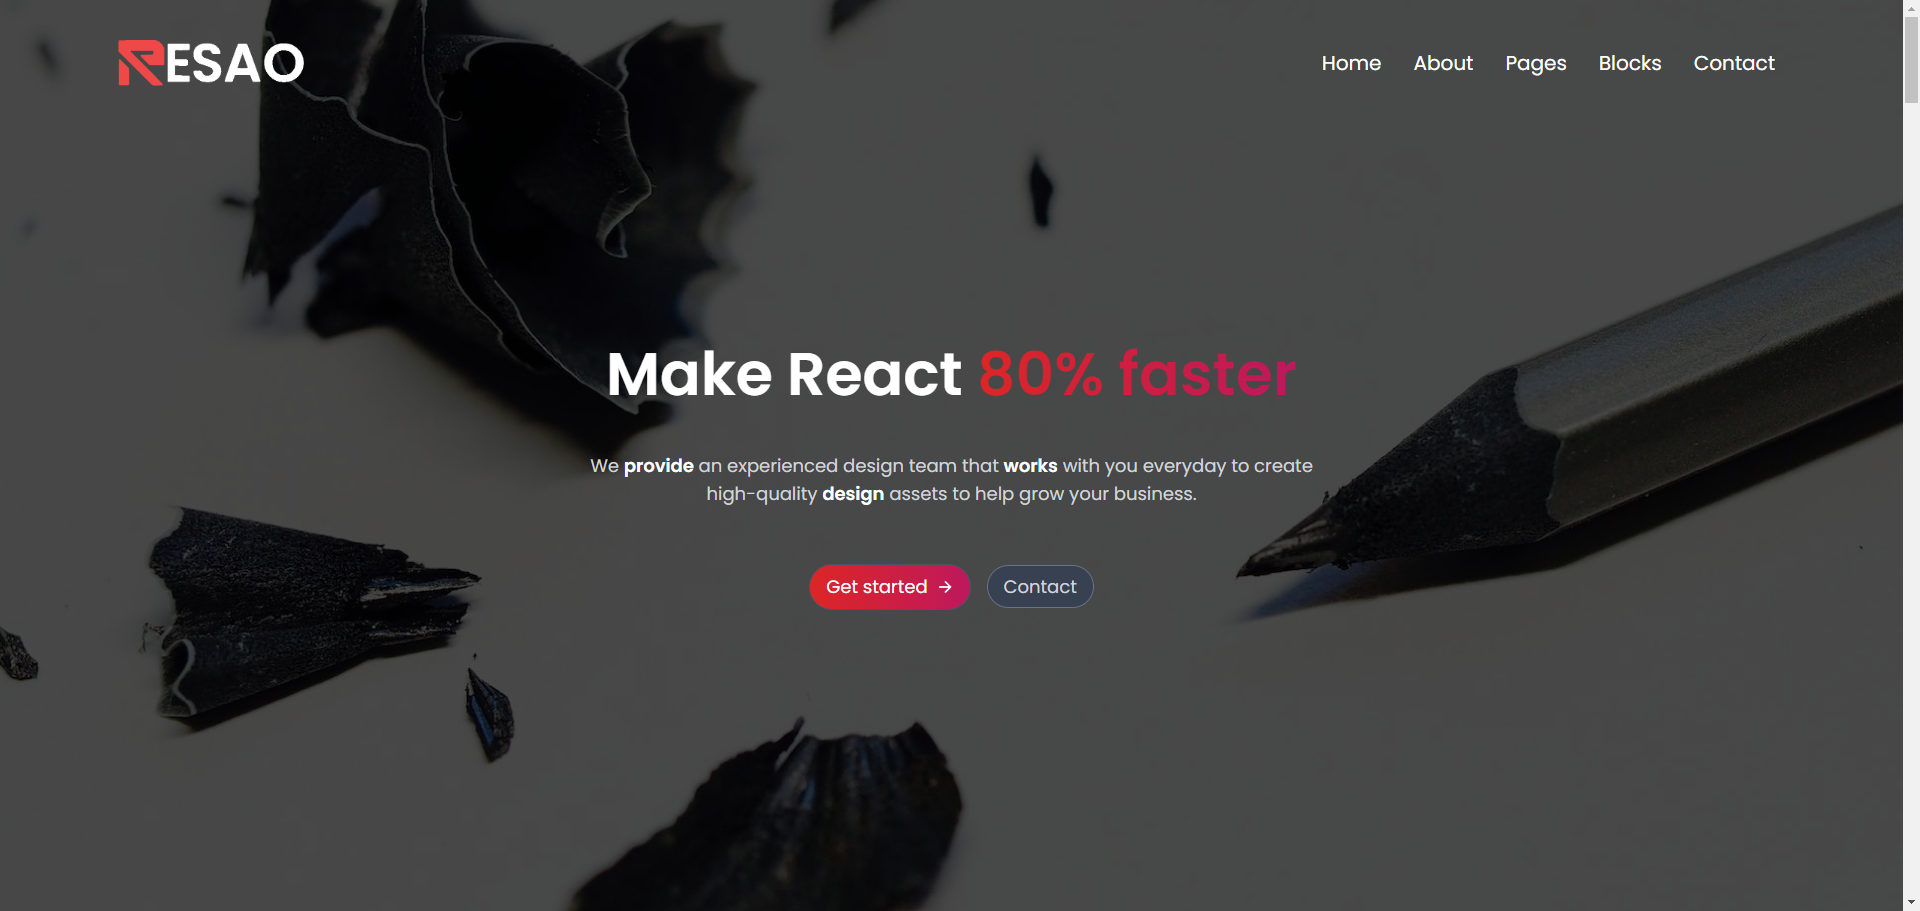 RESAO
Home About Pages Blocks Contact
Make React 80% faster
We provide an experienced design team that works with you everyday to create
high-quality design assets to help grow your business.
Get started → Contact